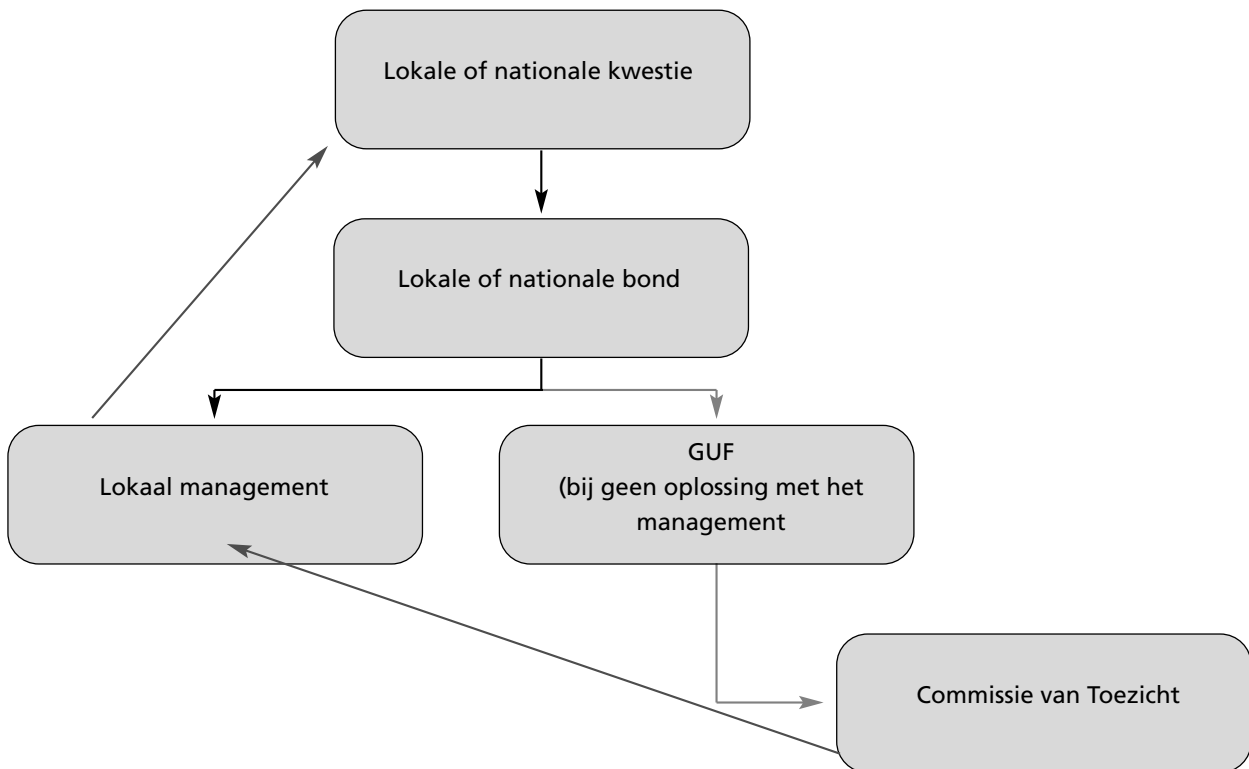 Lokale of nationale kwestie
Lokale of nationale bond
Lokaal management
GUF
(bij geen oplossing met het
management
Commissie van Toezicht